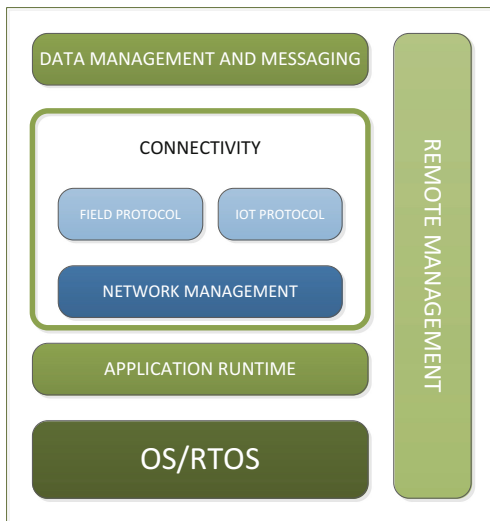 DATA MANAGEMENT AND MESSAGING
CONNECTIVITY
FIELD PROTOCOL
IOT PROTOCOL
NETWORK MANAGEMENT
APPLICATION RUNTIME
OS/RTOS
REMOTE MANAGEMENT